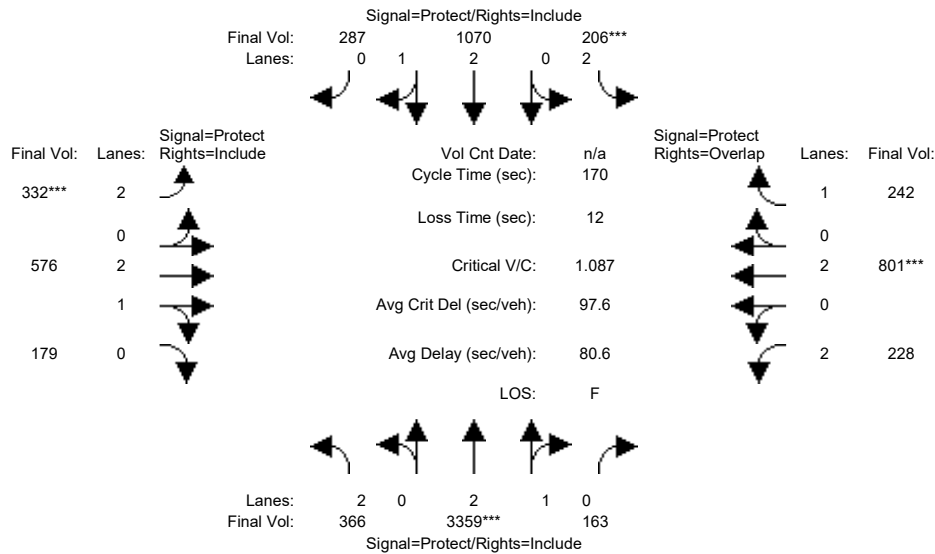 Signal=Protect/Rights=Include
Final Vol: 287 1070 206***
Lanes: 0 1 2 0 2
Signal=Protect Signal=Protect
Final Vol: Lanes: Rights=Include Vol Cnt Date: n/a Rights=Overlap Lanes: Final Vol:
Cycle Time (sec): 170
332*** 2 1 242
Loss Time (sec): 12
0 0
576 2 Critical V/C: 1.087 2 801***
1 Avg Crit Del (sec/veh): 97.6 0
179 0 Avg Delay (sec/veh): 80.6 2 228
LOS: F
Lanes: 2 0 2 1 0
Final Vol: 366 3359*** 163
Signal=Protect/Rights=Include